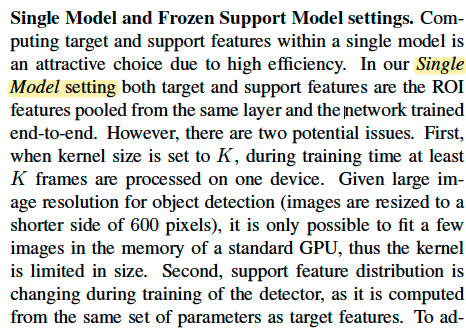 Single Model and Frozen Support Model settings. Com-
puting target and support features within a single model is
an attractive choice due to high efficiency. In our Single
Model setting both target and support features are the ROI
features pooled from the same layer and the network trained
end-to-end. However, there are two potential issues. First,
when kernel size is set to K, during training time at least
K frames are processed on one device. Given large im-
age resolution for object detection (images are resized to a
shorter side of 600 pixels), it is only possible to fit a few
images in the memory of a standard GPU, thus the kernel
is limited in size. Second, support feature distribution is
changing during training of the detector, as it is computed
from the same set of parameters as target features. To ad-